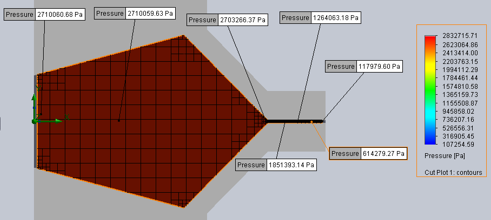 Pressure 2710060.68 Pa
Pressure 2710059.63 Pa
Pressure 2703266.37 Pa
Pressure 1264063.18 Pa
Pressure 117979.60 Pa
Pressure 1851393.14 Pa
Pressure 614279.27 Pa
2832715.71
2623064.86
2413414.00
2203763.15
1994112.29
1784461.44
1574810.58
1365159.73
1155508.87
945858.02
736207.16
526556.31
316905.45
107254.59
Pressure [Pa]
Cut Plot 1: contours